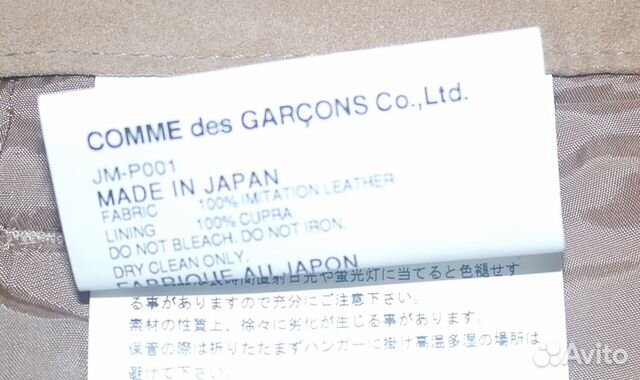 COMME des GARÇONS Co.,Ltd.
JM-P001
MADE IN JAPAN
FABRIC 100% IMITATION LEATHER
LINING 100% CUPRA
DO NOT BLEACH. DO NOT IRON.
DRY CLEAN ONLY.
FABRIQUE AU JAPON
長時間直射日光や蛍光灯に当てると色褪せす
る事がありますので充分にご注意下さい。
素材の性質上、徐々に劣化が生じる事があります。
保管の際は折りたたまずハンガーに掛け高温多湿の場所は
避けて下さい。
Avito